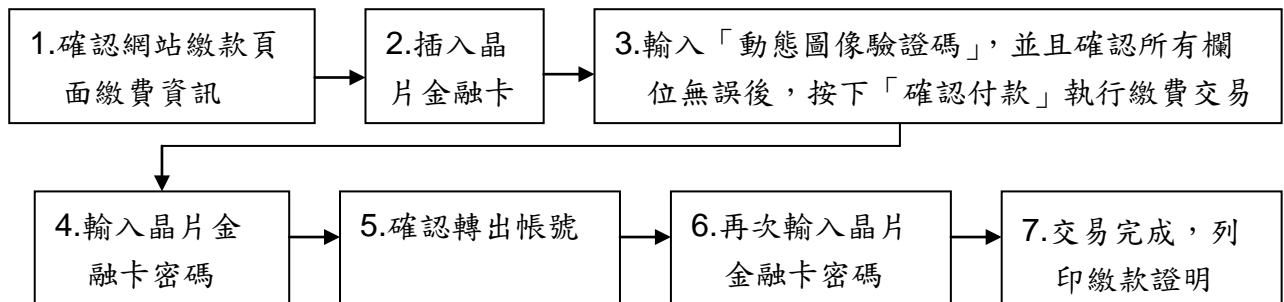 1.確認網站繳款頁
面繳費資訊
2.插入晶
片金融卡
3.輸入「動態圖像驗證碼」，並且確認所有欄
位無誤後，按下「確認付款」執行繳費交易
4.輸入晶片金
融卡密碼
5.確認轉出帳號
6.再次輸入晶片
金融卡密碼
7.交易完成，列
印繳款證明